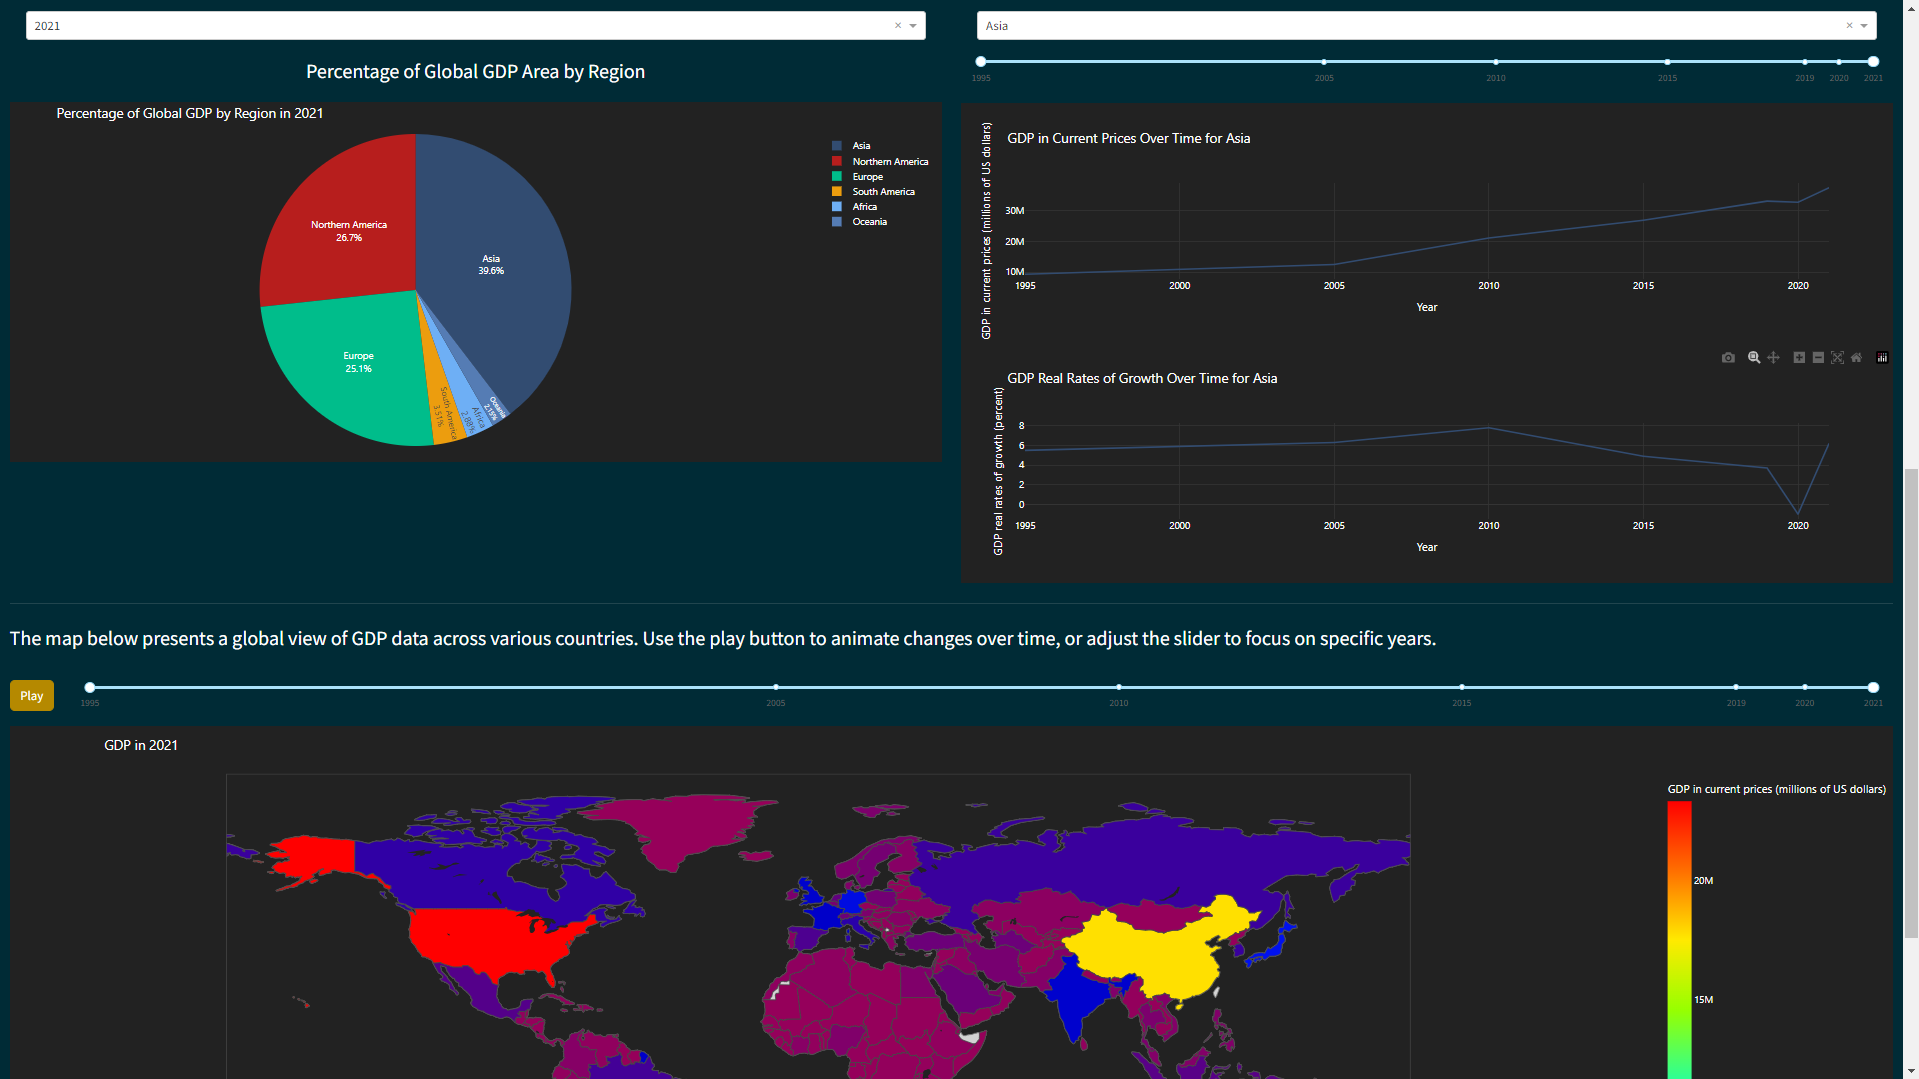 2021
Asia
1995 2005 2010 2015 2019 2020 2021
Percentage of Global GDP Area by Region
Percentage of Global GDP by Region in 2021
Asia
Northern America
Europe
South America
Africa
Oceania
Northern America
26.7%
Asia
39.6%
Europe
25.1%
South America
3.51%
Africa
2.88%
Oceania
2.15%
GDP in Current Prices Over Time for Asia
GDP in current prices (millions of US dollars)
30M
20M
10M
1995 2000 2005 2010 2015 2020
Year
GDP Real Rates of Growth Over Time for Asia
GDP real rates of growth (percent)
8
6
4
2
0
1995 2000 2005 2010 2015 2020
Year
The map below presents a global view of GDP data across various countries. Use the play button to animate changes over time, or adjust the slider to focus on specific years.
Play
1995 2005 2010 2015 2019 2020 2021
GDP in 2021
GDP in current prices (millions of US dollars)
20M
15M